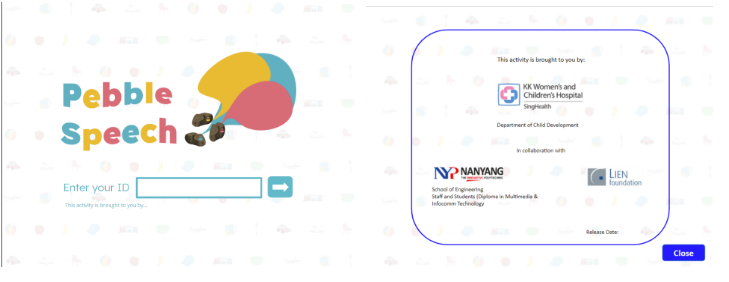 Pebble
Speech
Enter your ID
This activity is brought to you by...
This activity is brought to you by:
KK Women's and
Children's Hospital
SingHealth
Department of Child Development
In collaboration with
NYP NANYANG
School of Engineering
Staff and Students (Diploma in Multimedia &
Infocomm Technology
LIEN
foundation
Release Date:
Close